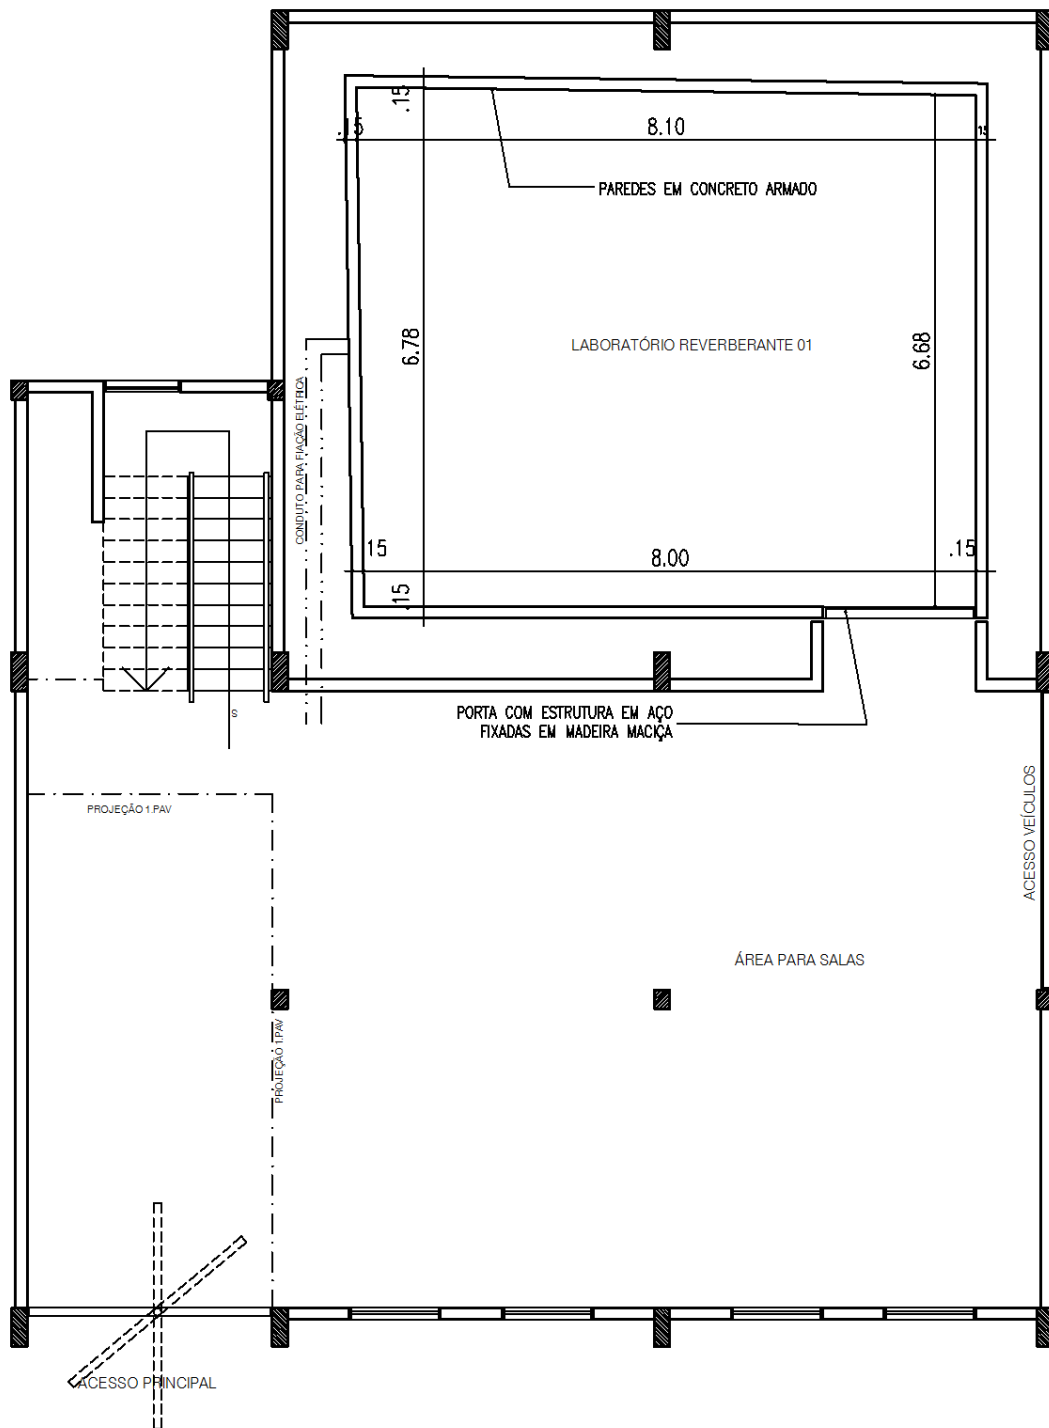 .15
.15
8.10
15
PAREDES EM CONCRETO ARMADO
6.78
LABORATÓRIO REVERBERANTE 01
6.68
CONDUTO PARA FIAÇÃO ELÉTRICA
15
8.00
.15
.15
S
PORTA COM ESTRUTURA EM AÇO
FIXADAS EM MADEIRA MACIÇA
PROJEÇÃO 1.PAV
ACESSO VEÍCULOS
ÁREA PARA SALAS
PROJEÇÃO 1.PAV
ACESSO PRINCIPAL